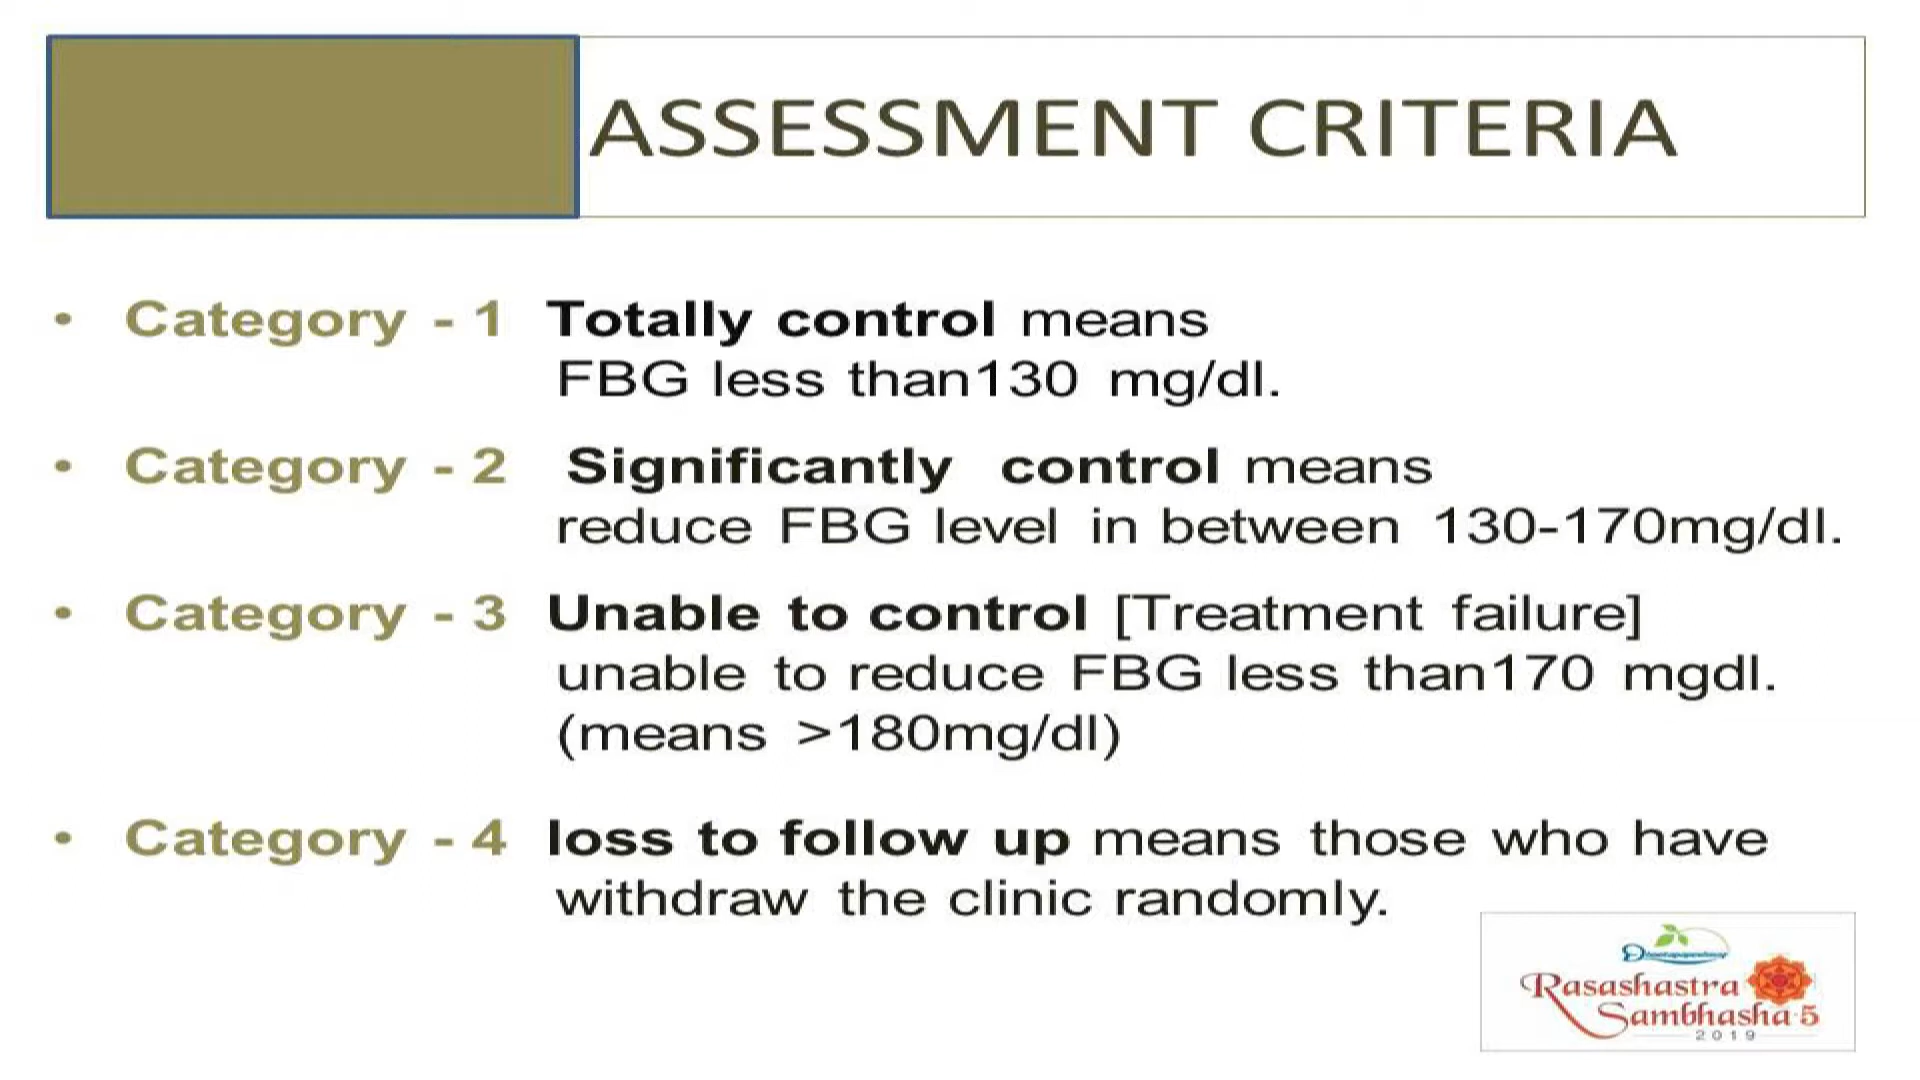 ASSESSMENT CRITERIA
• Category - 1 Totally control means
FBG less than130 mg/dl.
• Category - 2 Significantly control means
reduce FBG level in between 130-170mg/dl.
• Category - 3 Unable to control [Treatment failure]
unable to reduce FBG less than170 mgdl.
(means >180mg/dl)
• Category - 4 loss to follow up means those who have
withdraw the clinic randomly.
Rasashastra
Sambhasha-5
2019